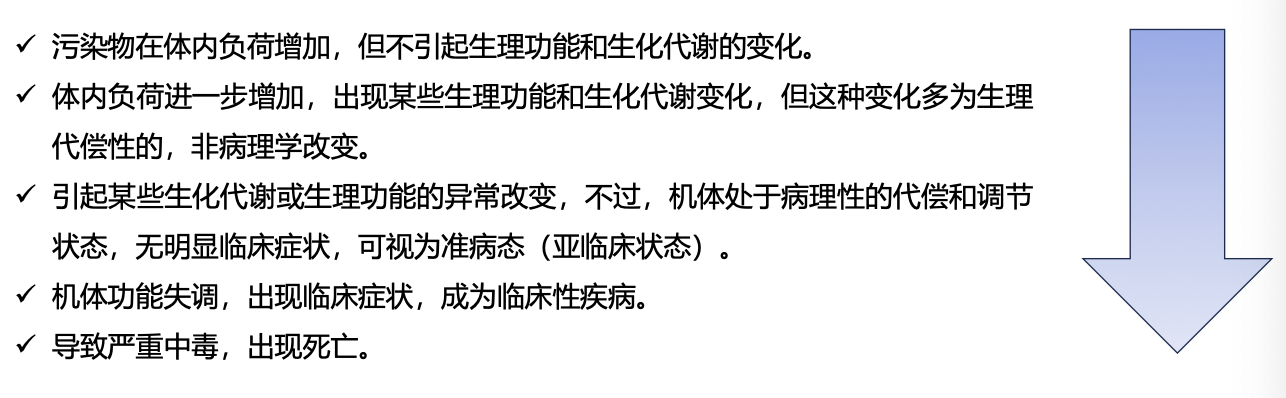 ✓ 污染物在体内负荷增加，但不引起生理功能和生化代谢的变化。
✓ 体内负荷进一步增加，出现某些生理功能和生化代谢变化，但这种变化多为生理
代偿性的，非病理学改变。
✓ 引起某些生化代谢或生理功能的异常改变，不过，机体处于病理性的代偿和调节
状态，无明显临床症状，可视为准病态（亚临床状态）。
✓ 机体功能失调，出现临床症状，成为临床性疾病。
✓ 导致严重中毒，出现死亡。